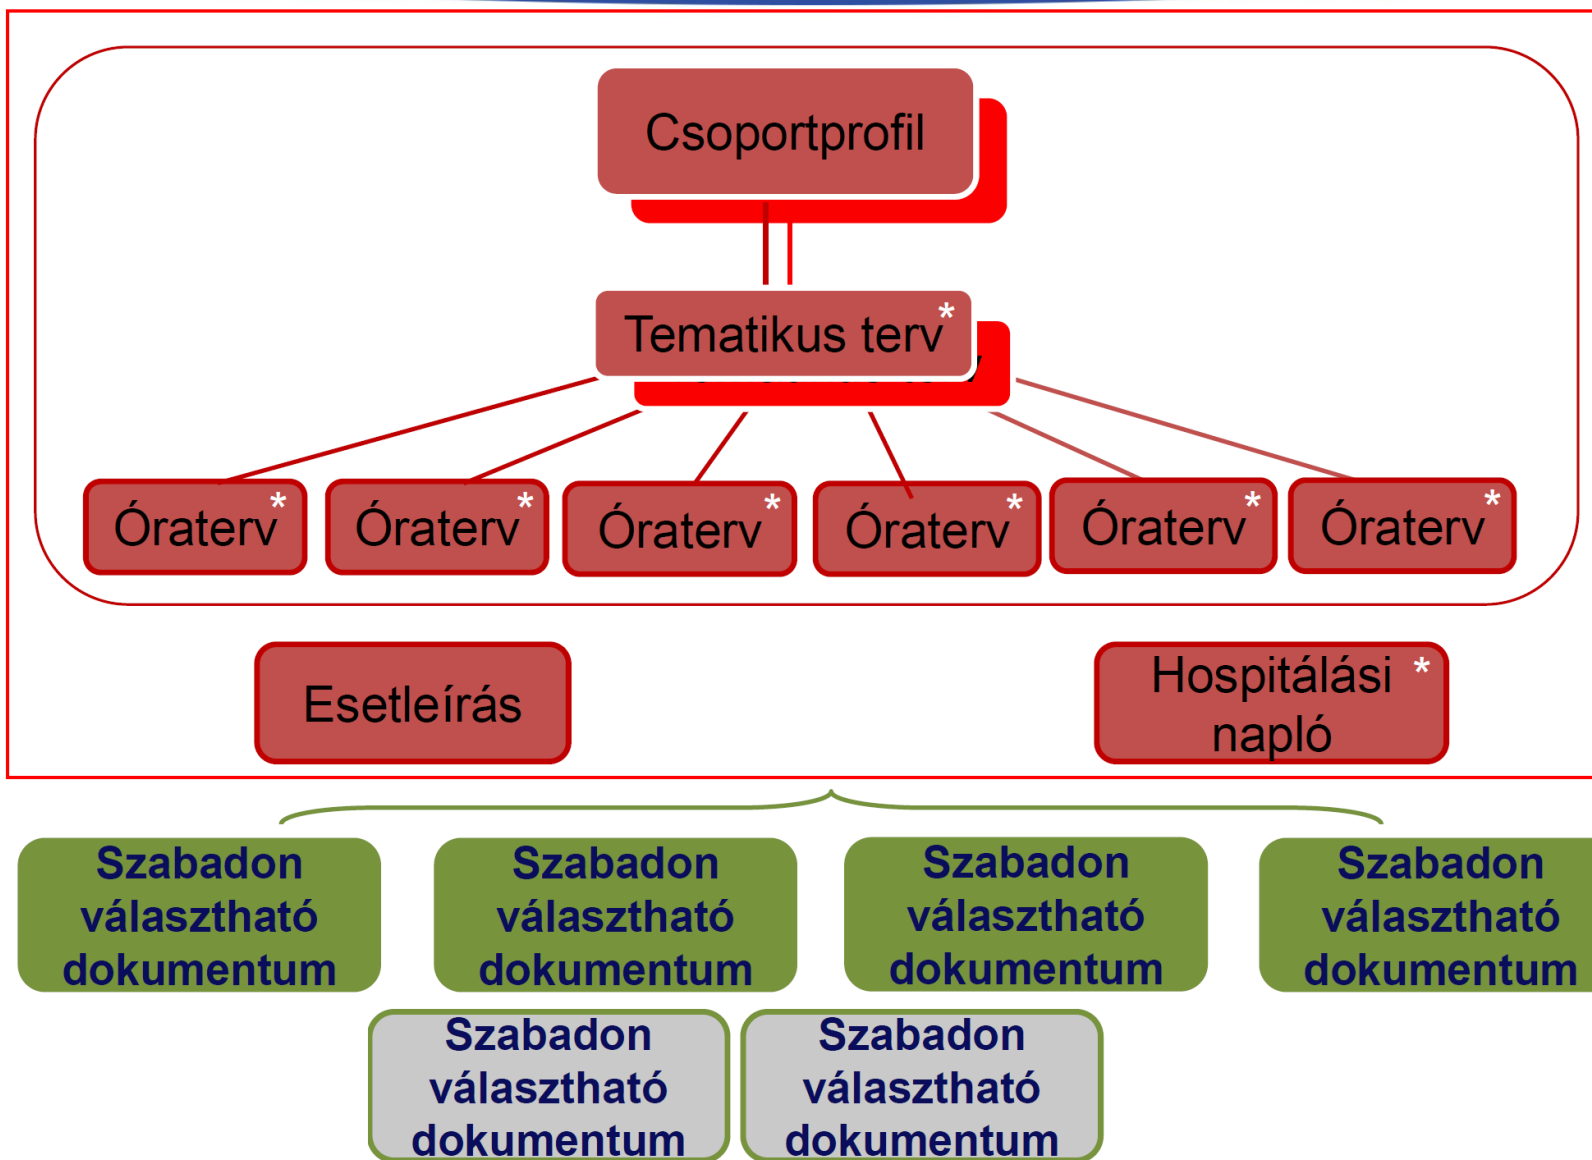 Csoportprofil
Tematikus terv*
Óraterv*
Óraterv*
Óraterv*
Óraterv*
Óraterv*
Óraterv*
Esetleírás
Hospitálási *
napló
Szabadon
választható
dokumentum
Szabadon
választható
dokumentum
Szabadon
választható
dokumentum
Szabadon
választható
dokumentum
Szabadon
választható
dokumentum
Szabadon
választható
dokumentum